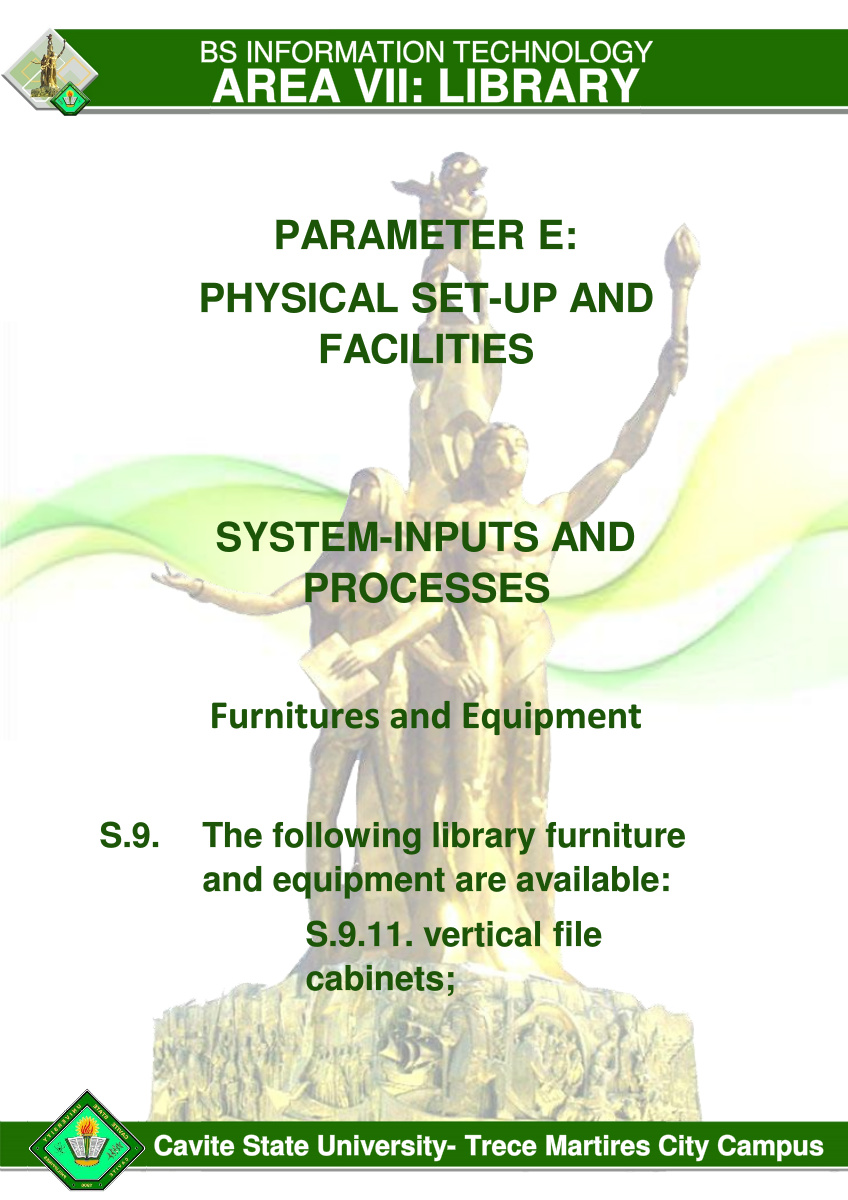 BS INFORMATION TECHNOLOGY
AREA VII: LIBRARY
PARAMETER E:
PHYSICAL SET-UP AND
FACILITIES
SYSTEM-INPUTS AND
PROCESSES
Furnitures and Equipment
S.9. The following library furniture
and equipment are available:
S.9.11. vertical file
cabinets;
Cavite State University- Trece Martires City Campus